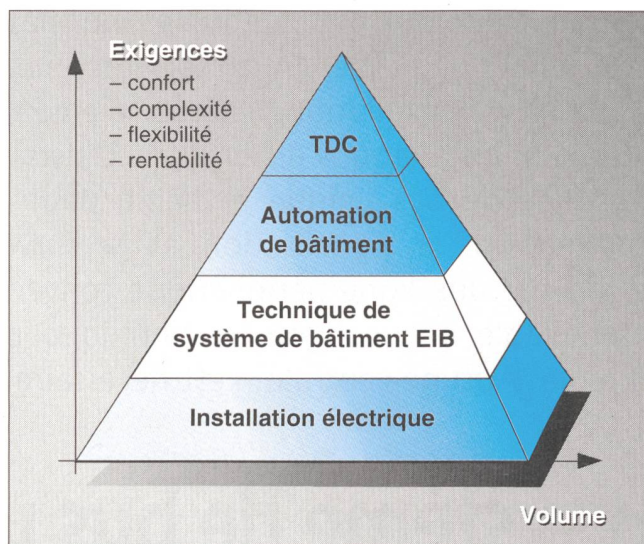 Exigences
– confort
– complexité
– flexibilité
– rentabilité
TDC
Automation
de bâtiment
Technique de
système de bâtiment EIB
Installation électrique
Volume